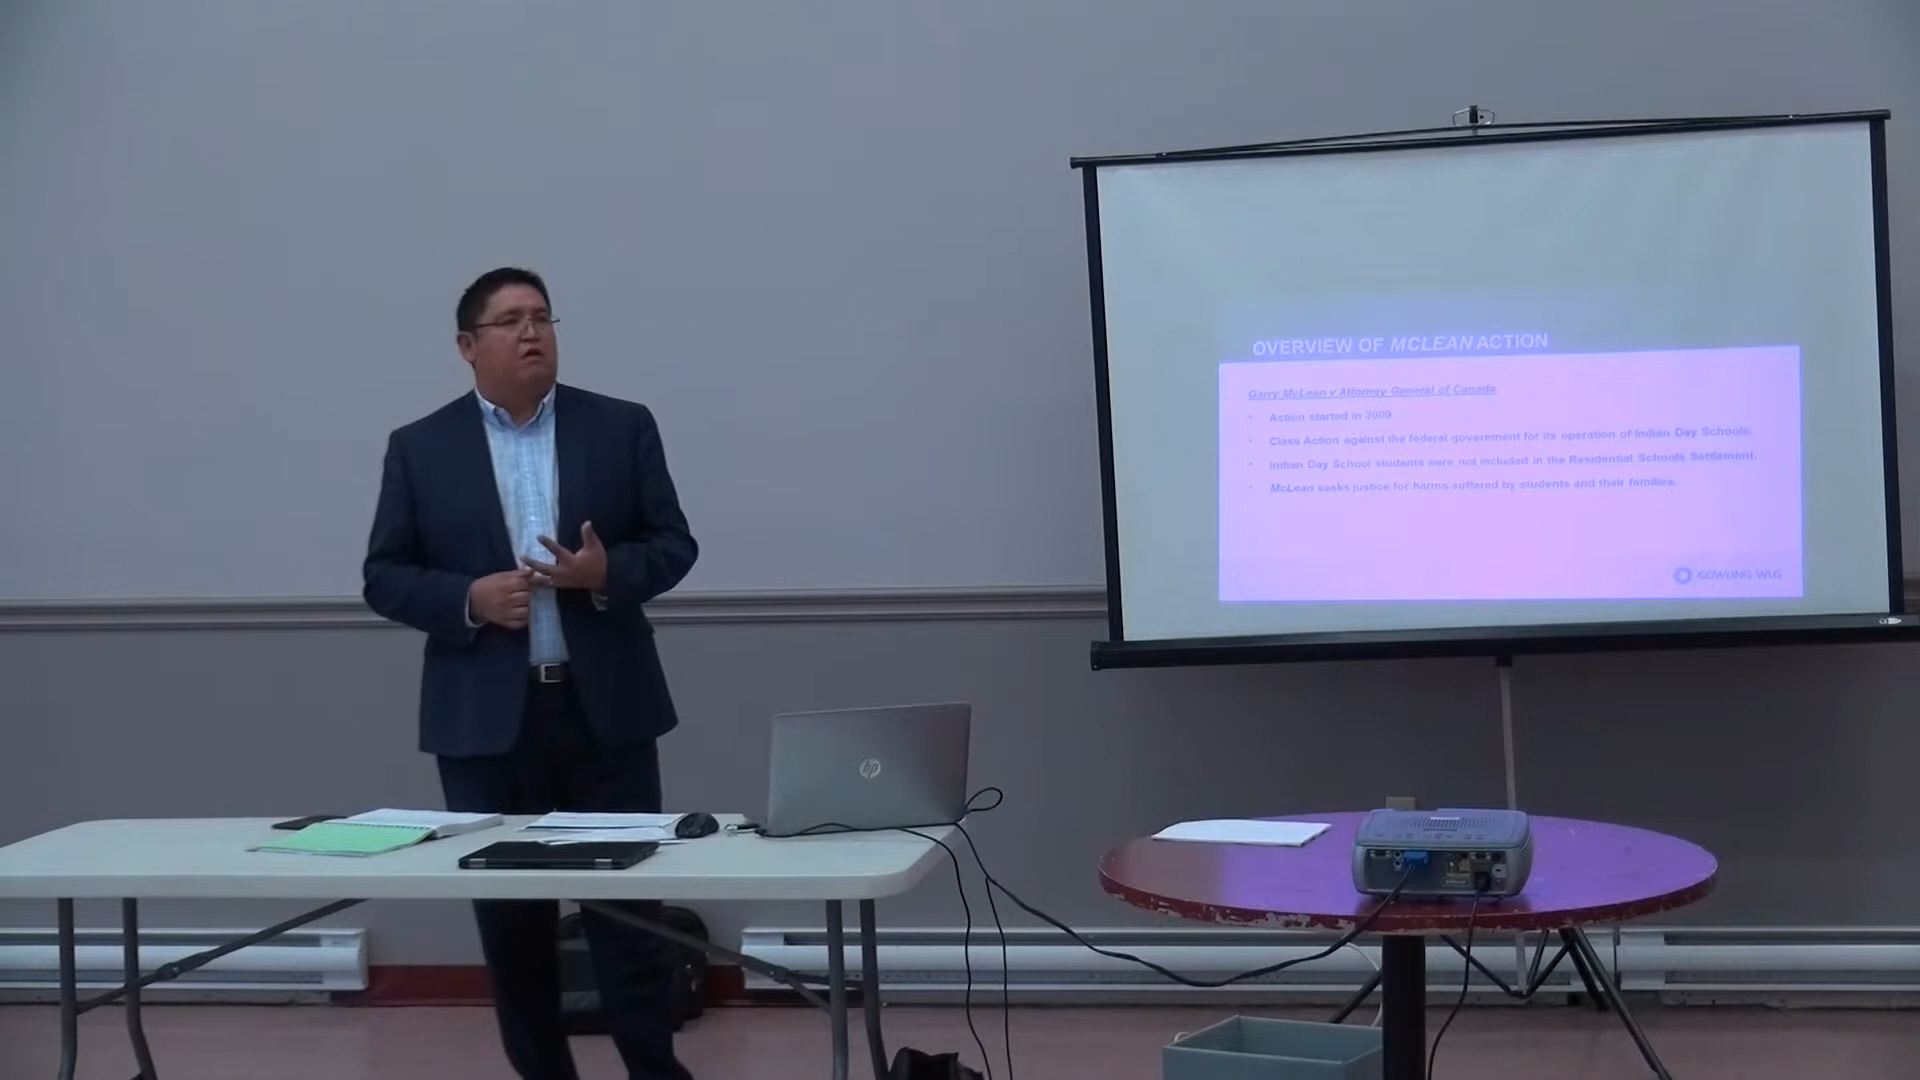 OVERVIEW OF MCLEAN ACTION
Garry McLean v Attorney General of Canada
• Action started in 2009
• Class Action against the federal government for its operation of Indian Day Schools.
• Indian Day School students were not included in the Residential Schools Settlement.
• McLean seeks justice for harms suffered by students and their families.
GOWLING WLG
hp